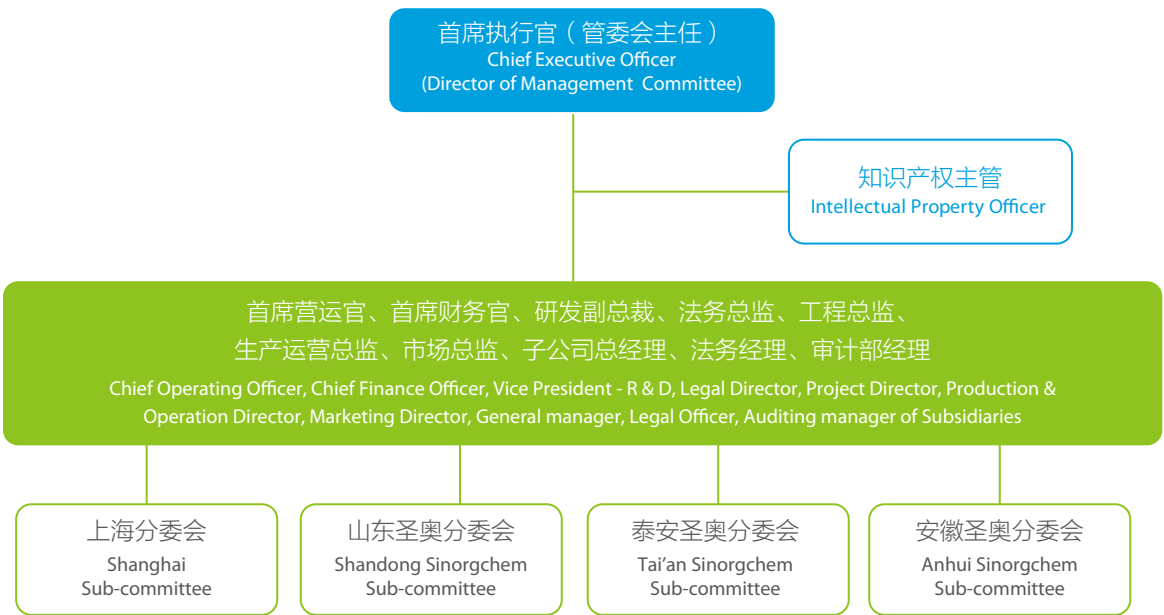 首席执行官（管委会主任）
Chief Executive Officer
(Director of Management Committee)
知识产权主管
Intellectual Property Officer
首席营运官、首席财务官、研发副总裁、法务总监、工程总监、
生产运营总监、市场总监、子公司总经理、法务经理、审计部经理
Chief Operating Officer, Chief Finance Officer, Vice President - R & D, Legal Director, Project Director, Production &
Operation Director, Marketing Director, General manager, Legal Officer, Auditing manager of Subsidiaries
上海分委会
Shanghai
Sub-committee
山东圣奥分委会
Shandong Sinorgchem
Sub-committee
泰安圣奥分委会
Tai’an Sinorgchem
Sub-committee
安徽圣奥分委会
Anhui Sinorgchem
Sub-committee